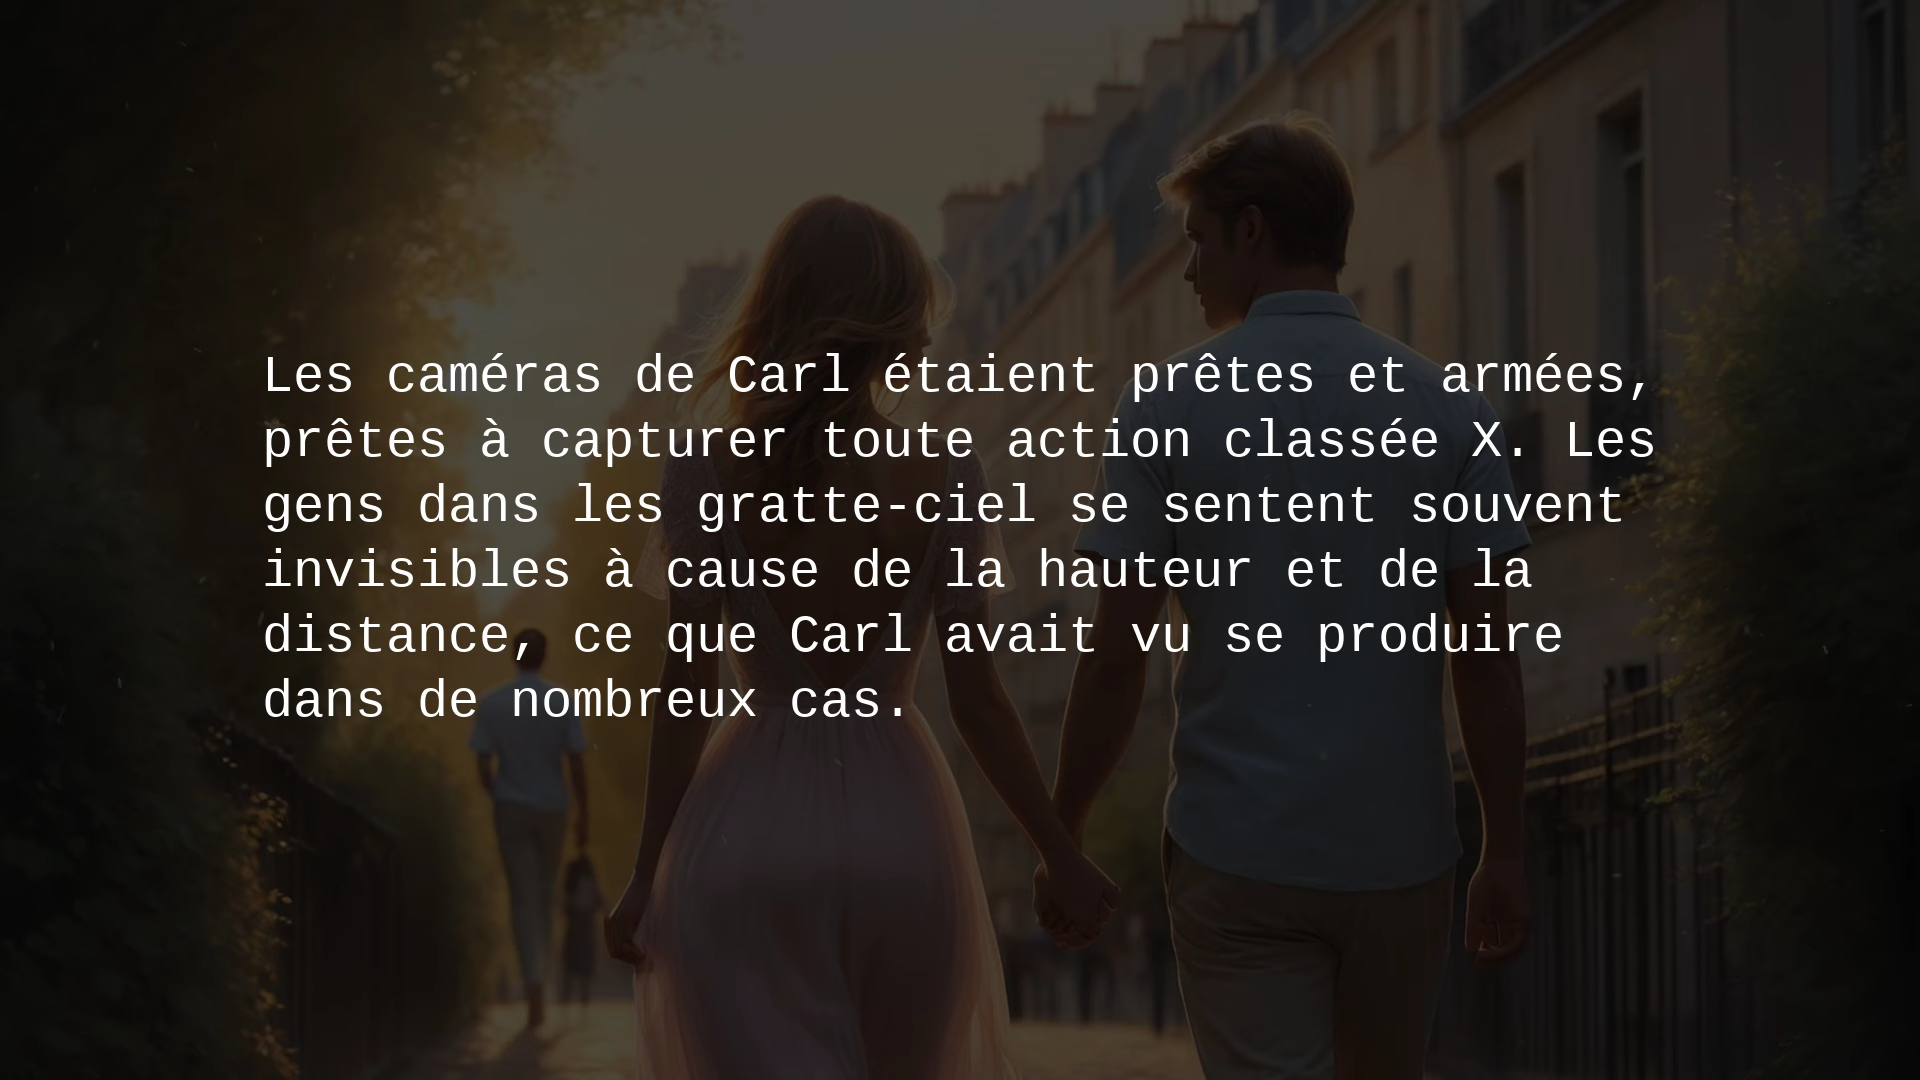 Les caméras de Carl étaient prêtes et armées,
prêtes à capturer toute action classée X. Les
gens dans les gratte-ciel se sentent souvent
invisibles à cause de la hauteur et de la
distance, ce que Carl avait vu se produire
dans de nombreux cas.